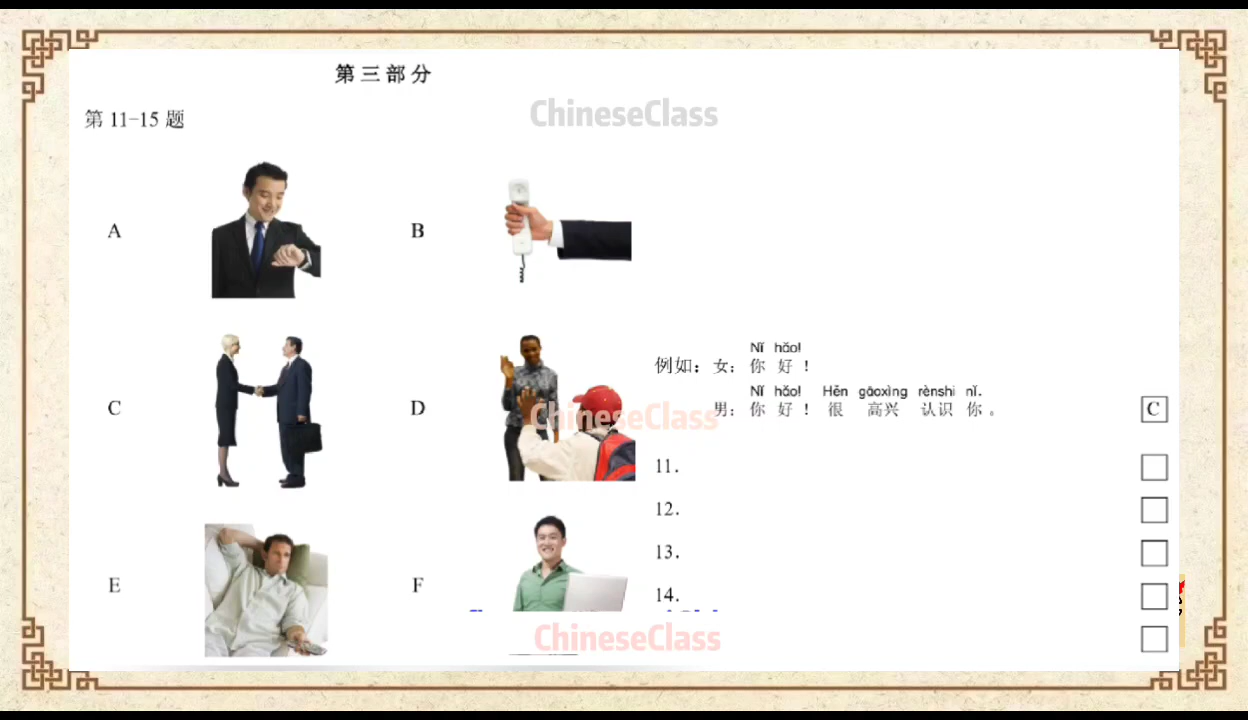 第三部分
ChineseClass
第 11-15 题
A
B
C
D
ChineseClass
E
F
ChineseClass
Nǐ hǎo!
例如: 女: 你 好 !
Nǐ hǎo! Hěn gāoxìng rènshi nǐ.
男: 你 好 ! 很 高兴 认识 你 。
C
11.
12.
13.
14.